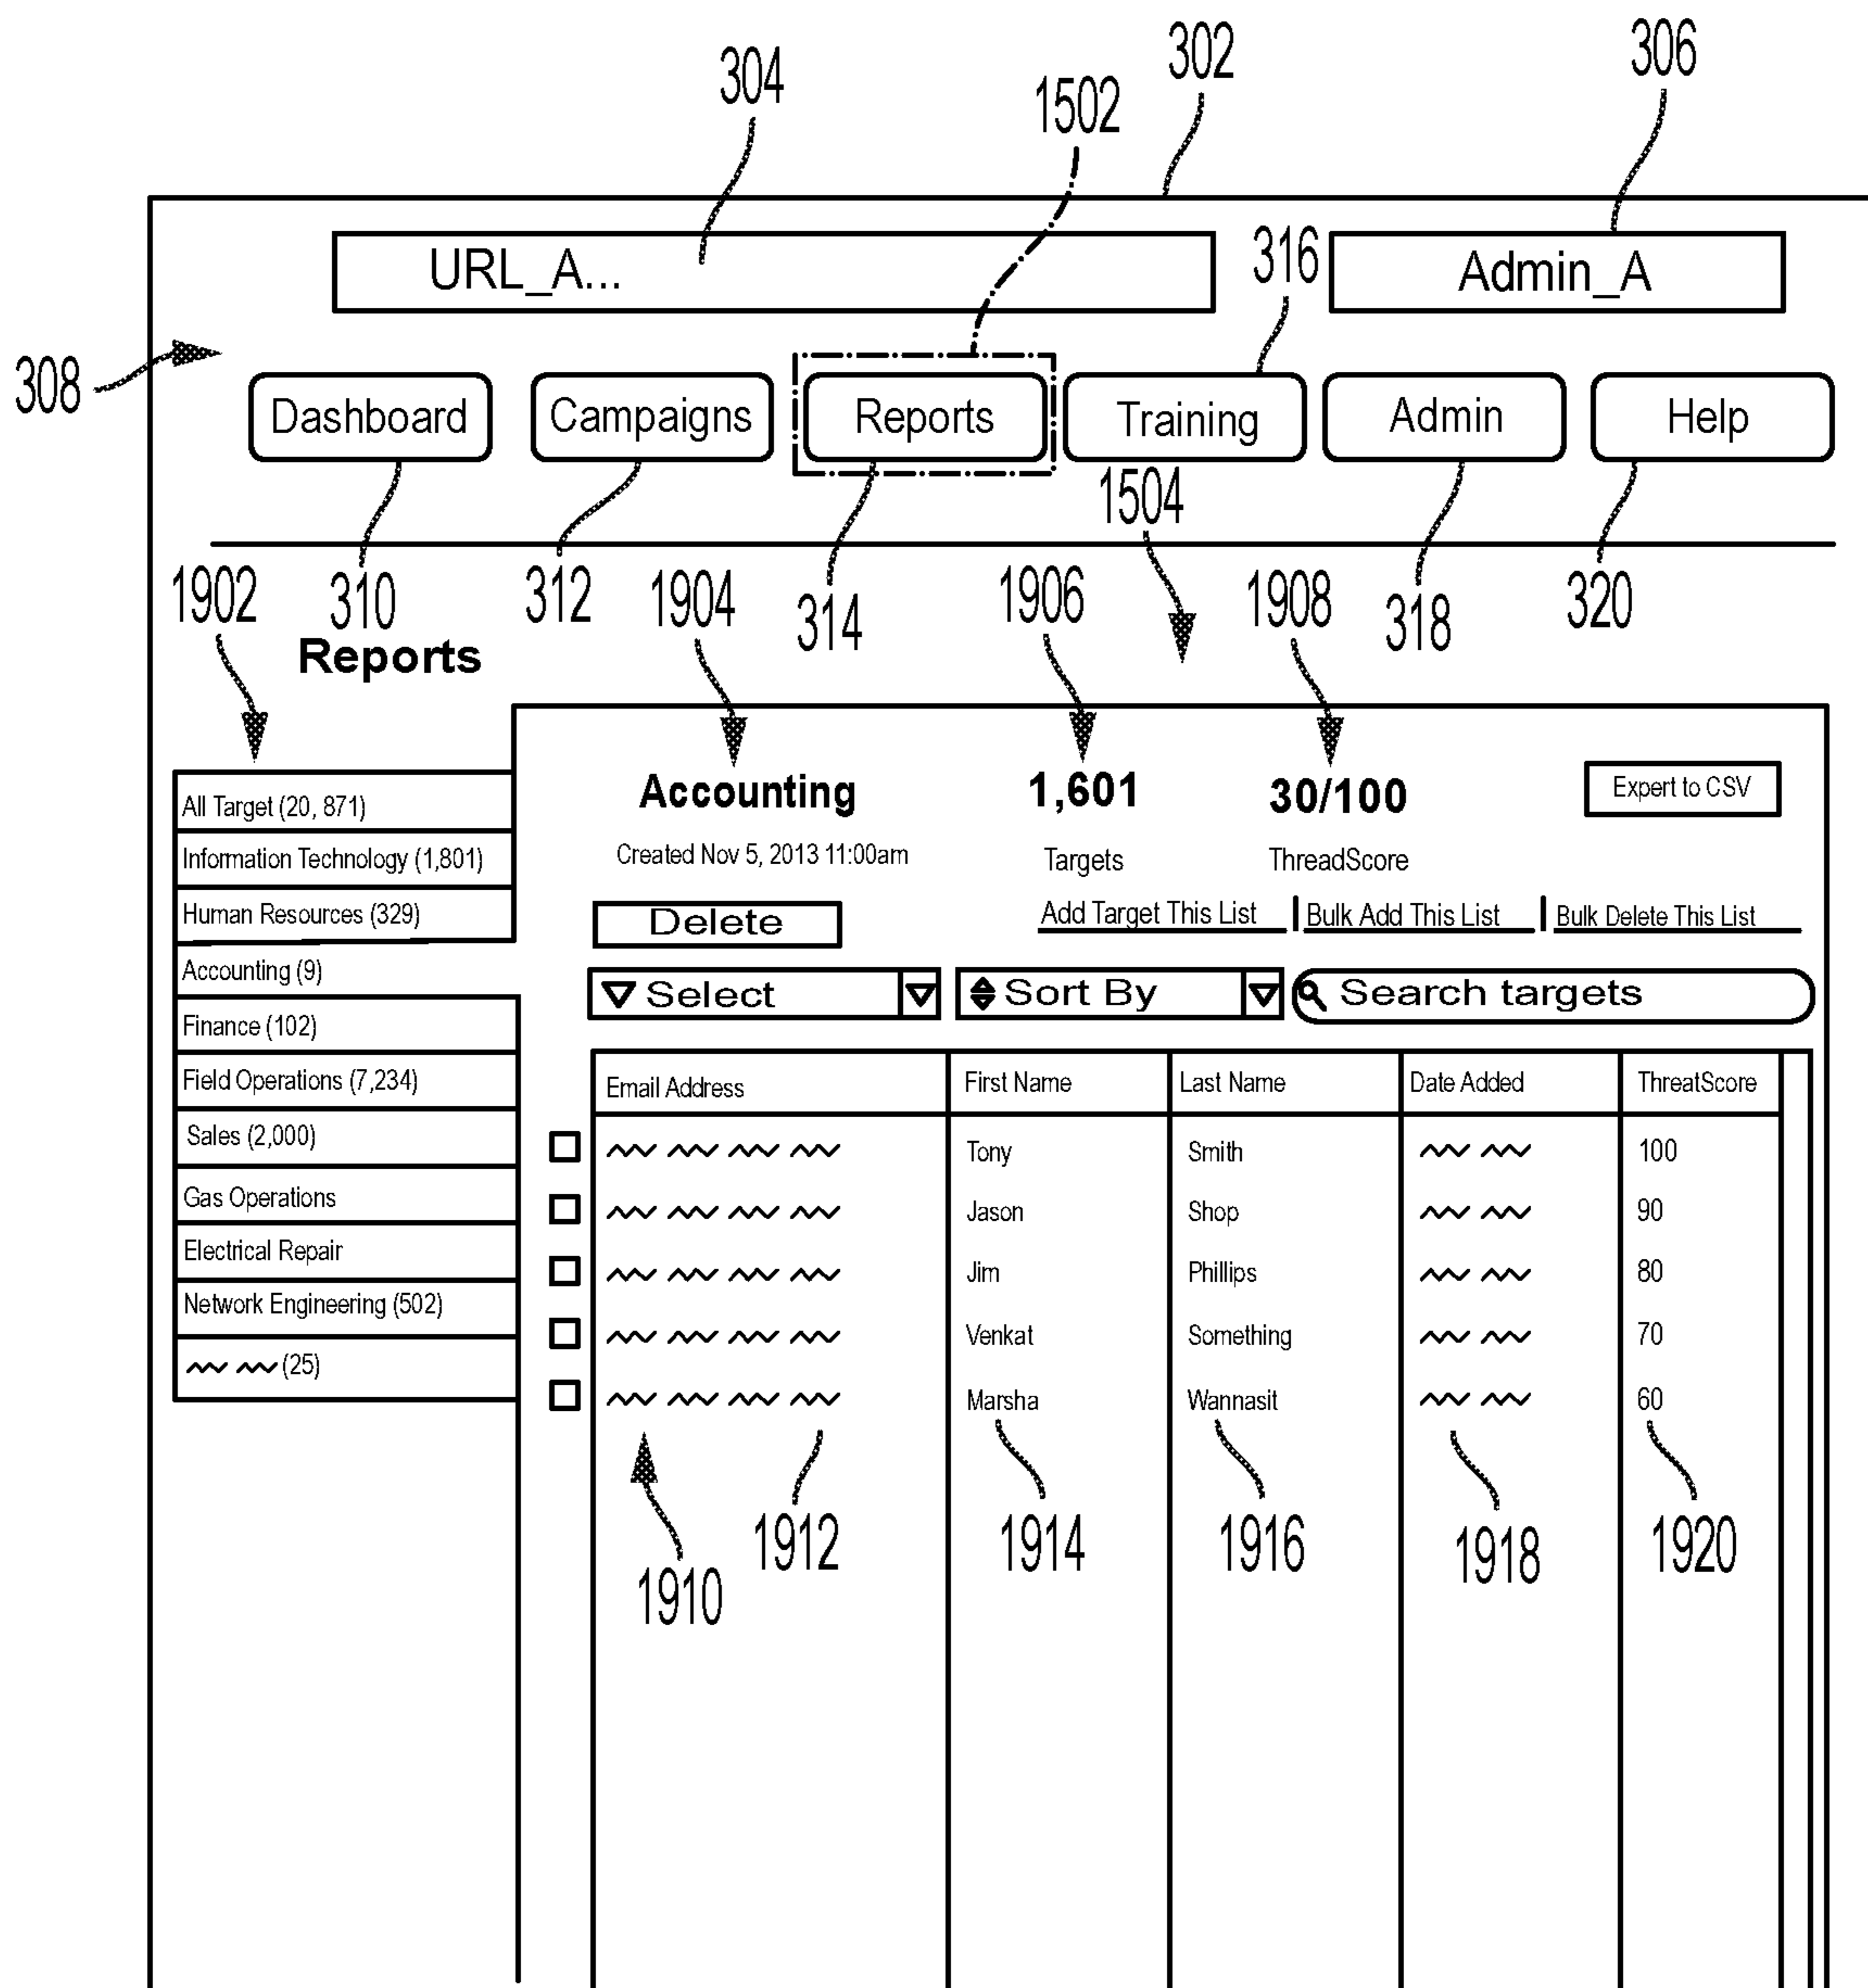 304
302
306
1502
URL_A...
316
Admin_A
308
Dashboard
Campaigns
Reports
Training
Admin
Help
1504
1902
310
312
1904
314
1906
1908
318
320
Reports
Accounting
1,601
30/100
Expert to CSV
Created Nov 5, 2013 11:00am
Targets
ThreadScore
Delete
Add Target This List
Bulk Add This List
Bulk Delete This List
Select
Sort By
Search targets
All Target (20, 871)
Information Technology (1,801)
Human Resources (329)
Accounting (9)
Finance (102)
Field Operations (7,234)
Sales (2,000)
Gas Operations
Electrical Repair
Network Engineering (502)
(25)
Email Address First Name Last Name Date Added ThreatScore
Tony Smith 100
Jason Shop 90
Jim Phillips 80
Venkat Something 70
Marsha Wannasit 60
1910
1912
1914
1916
1918
1920